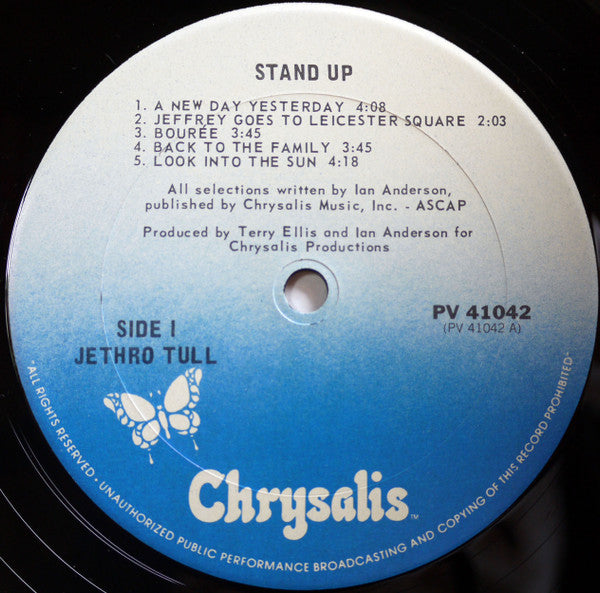 STAND UP
1. A NEW DAY YESTERDAY 4:08
2. JEFFREY GOES TO LEICESTER SQUARE 2:03
3. BOURÉE 3:45
4. BACK TO THE FAMILY 3:45
5. LOOK INTO THE SUN 4:18
All selections written by Ian Anderson,
published by Chrysalis Music, Inc. - ASCAP
Produced by Terry Ellis and Ian Anderson for
Chrysalis Productions
SIDE I
JETHRO TULL
PV 41042
(PV 41042 A)
Chrysalis™
-ALL RIGHTS RESERVED • UNAUTHORIZED PUBLIC PERFORMANCE BROADCASTING AND COPYING OF THIS RECORD PROHIBITED-